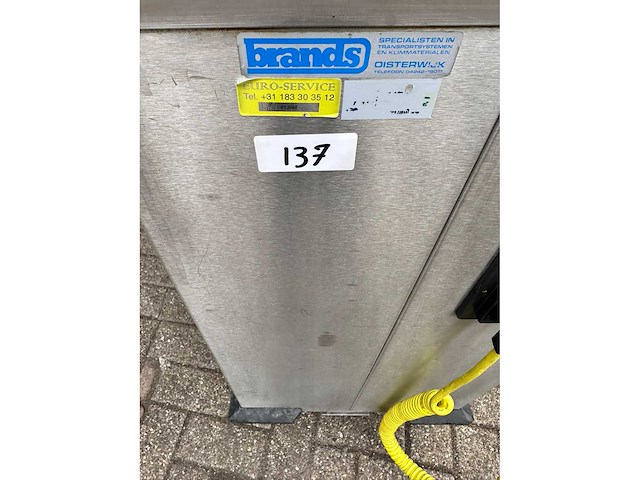 brands
SPECIALISTEN IN
TRANSPORTSYSTEMEN
EN KLIMMATERIALEN
OISTERWIJK
EURO-SERVICE
Tel. +31 183 30 35 12
137